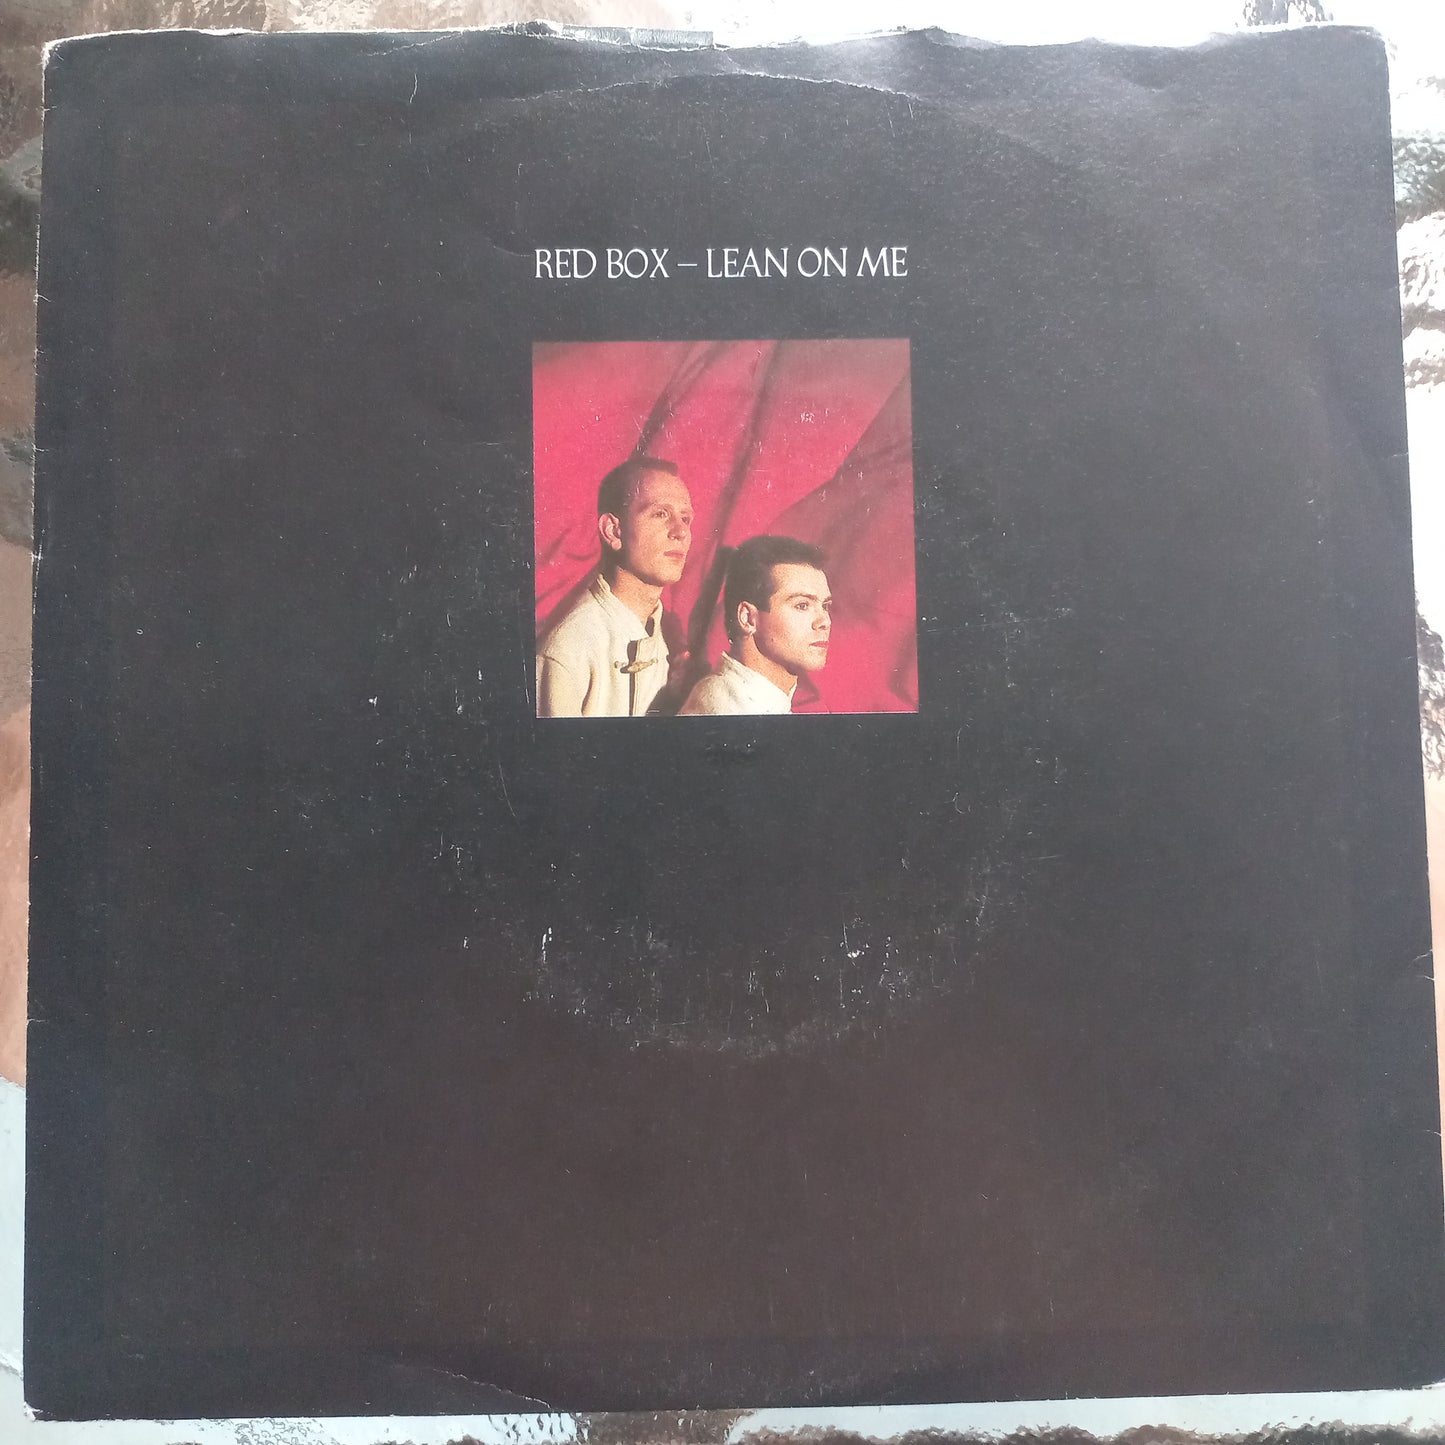 RED BOX – LEAN ON ME